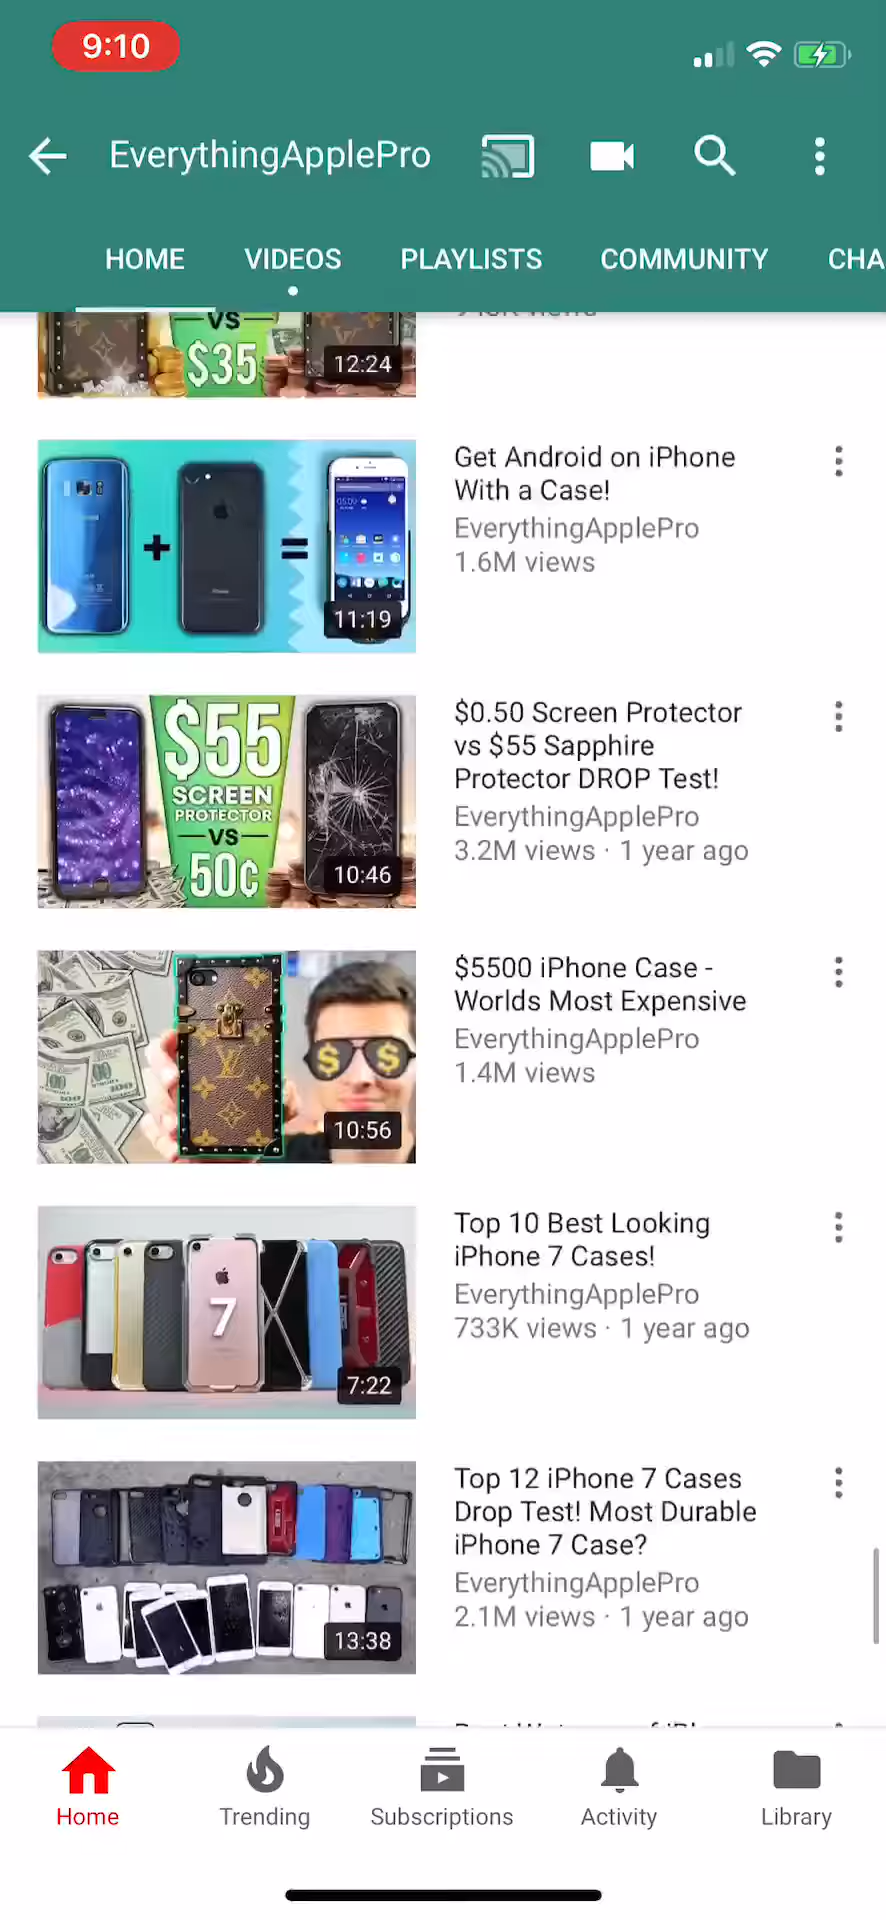 9:10
EverythingApplePro
HOME VIDEOS PLAYLISTS COMMUNITY CHA
VS
$35
12:24
Get Android on iPhone
With a Case!
EverythingApplePro
1.6M views
+ =
11:19
$0.50 Screen Protector
vs $55 Sapphire
Protector DROP Test!
EverythingApplePro
3.2M views · 1 year ago
$55
SCREEN
PROTECTOR
VS
50¢
10:46
$5500 iPhone Case -
Worlds Most Expensive
EverythingApplePro
1.4M views
$ $
10:56
Top 10 Best Looking
iPhone 7 Cases!
EverythingApplePro
733K views · 1 year ago
7
7:22
Top 12 iPhone 7 Cases
Drop Test! Most Durable
iPhone 7 Case?
EverythingApplePro
2.1M views · 1 year ago
13:38
Home Trending Subscriptions Activity Library